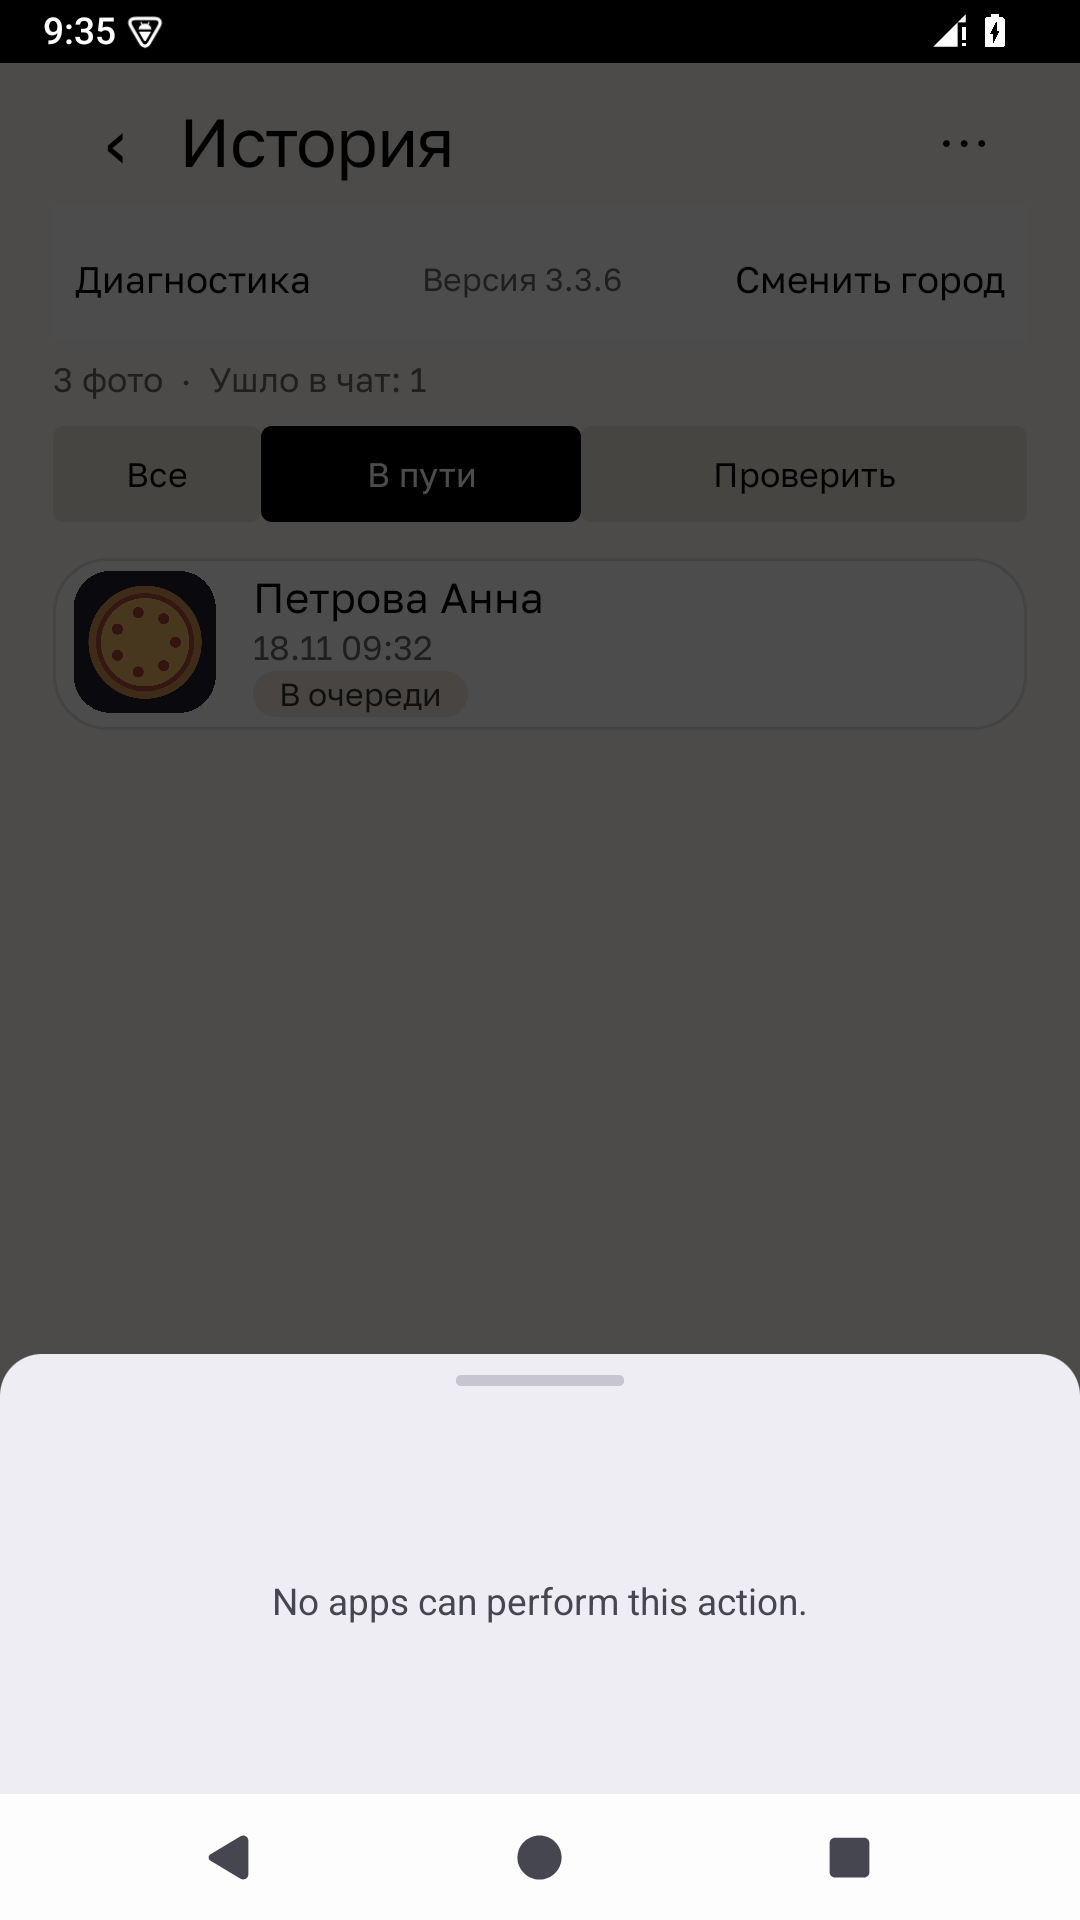 9:35
История
Диагностика Версия 3.3.6 Сменить город
3 фото · Ушло в чат: 1
Все В пути Проверить
Петрова Анна
18.11 09:32
В очереди
No apps can perform this action.